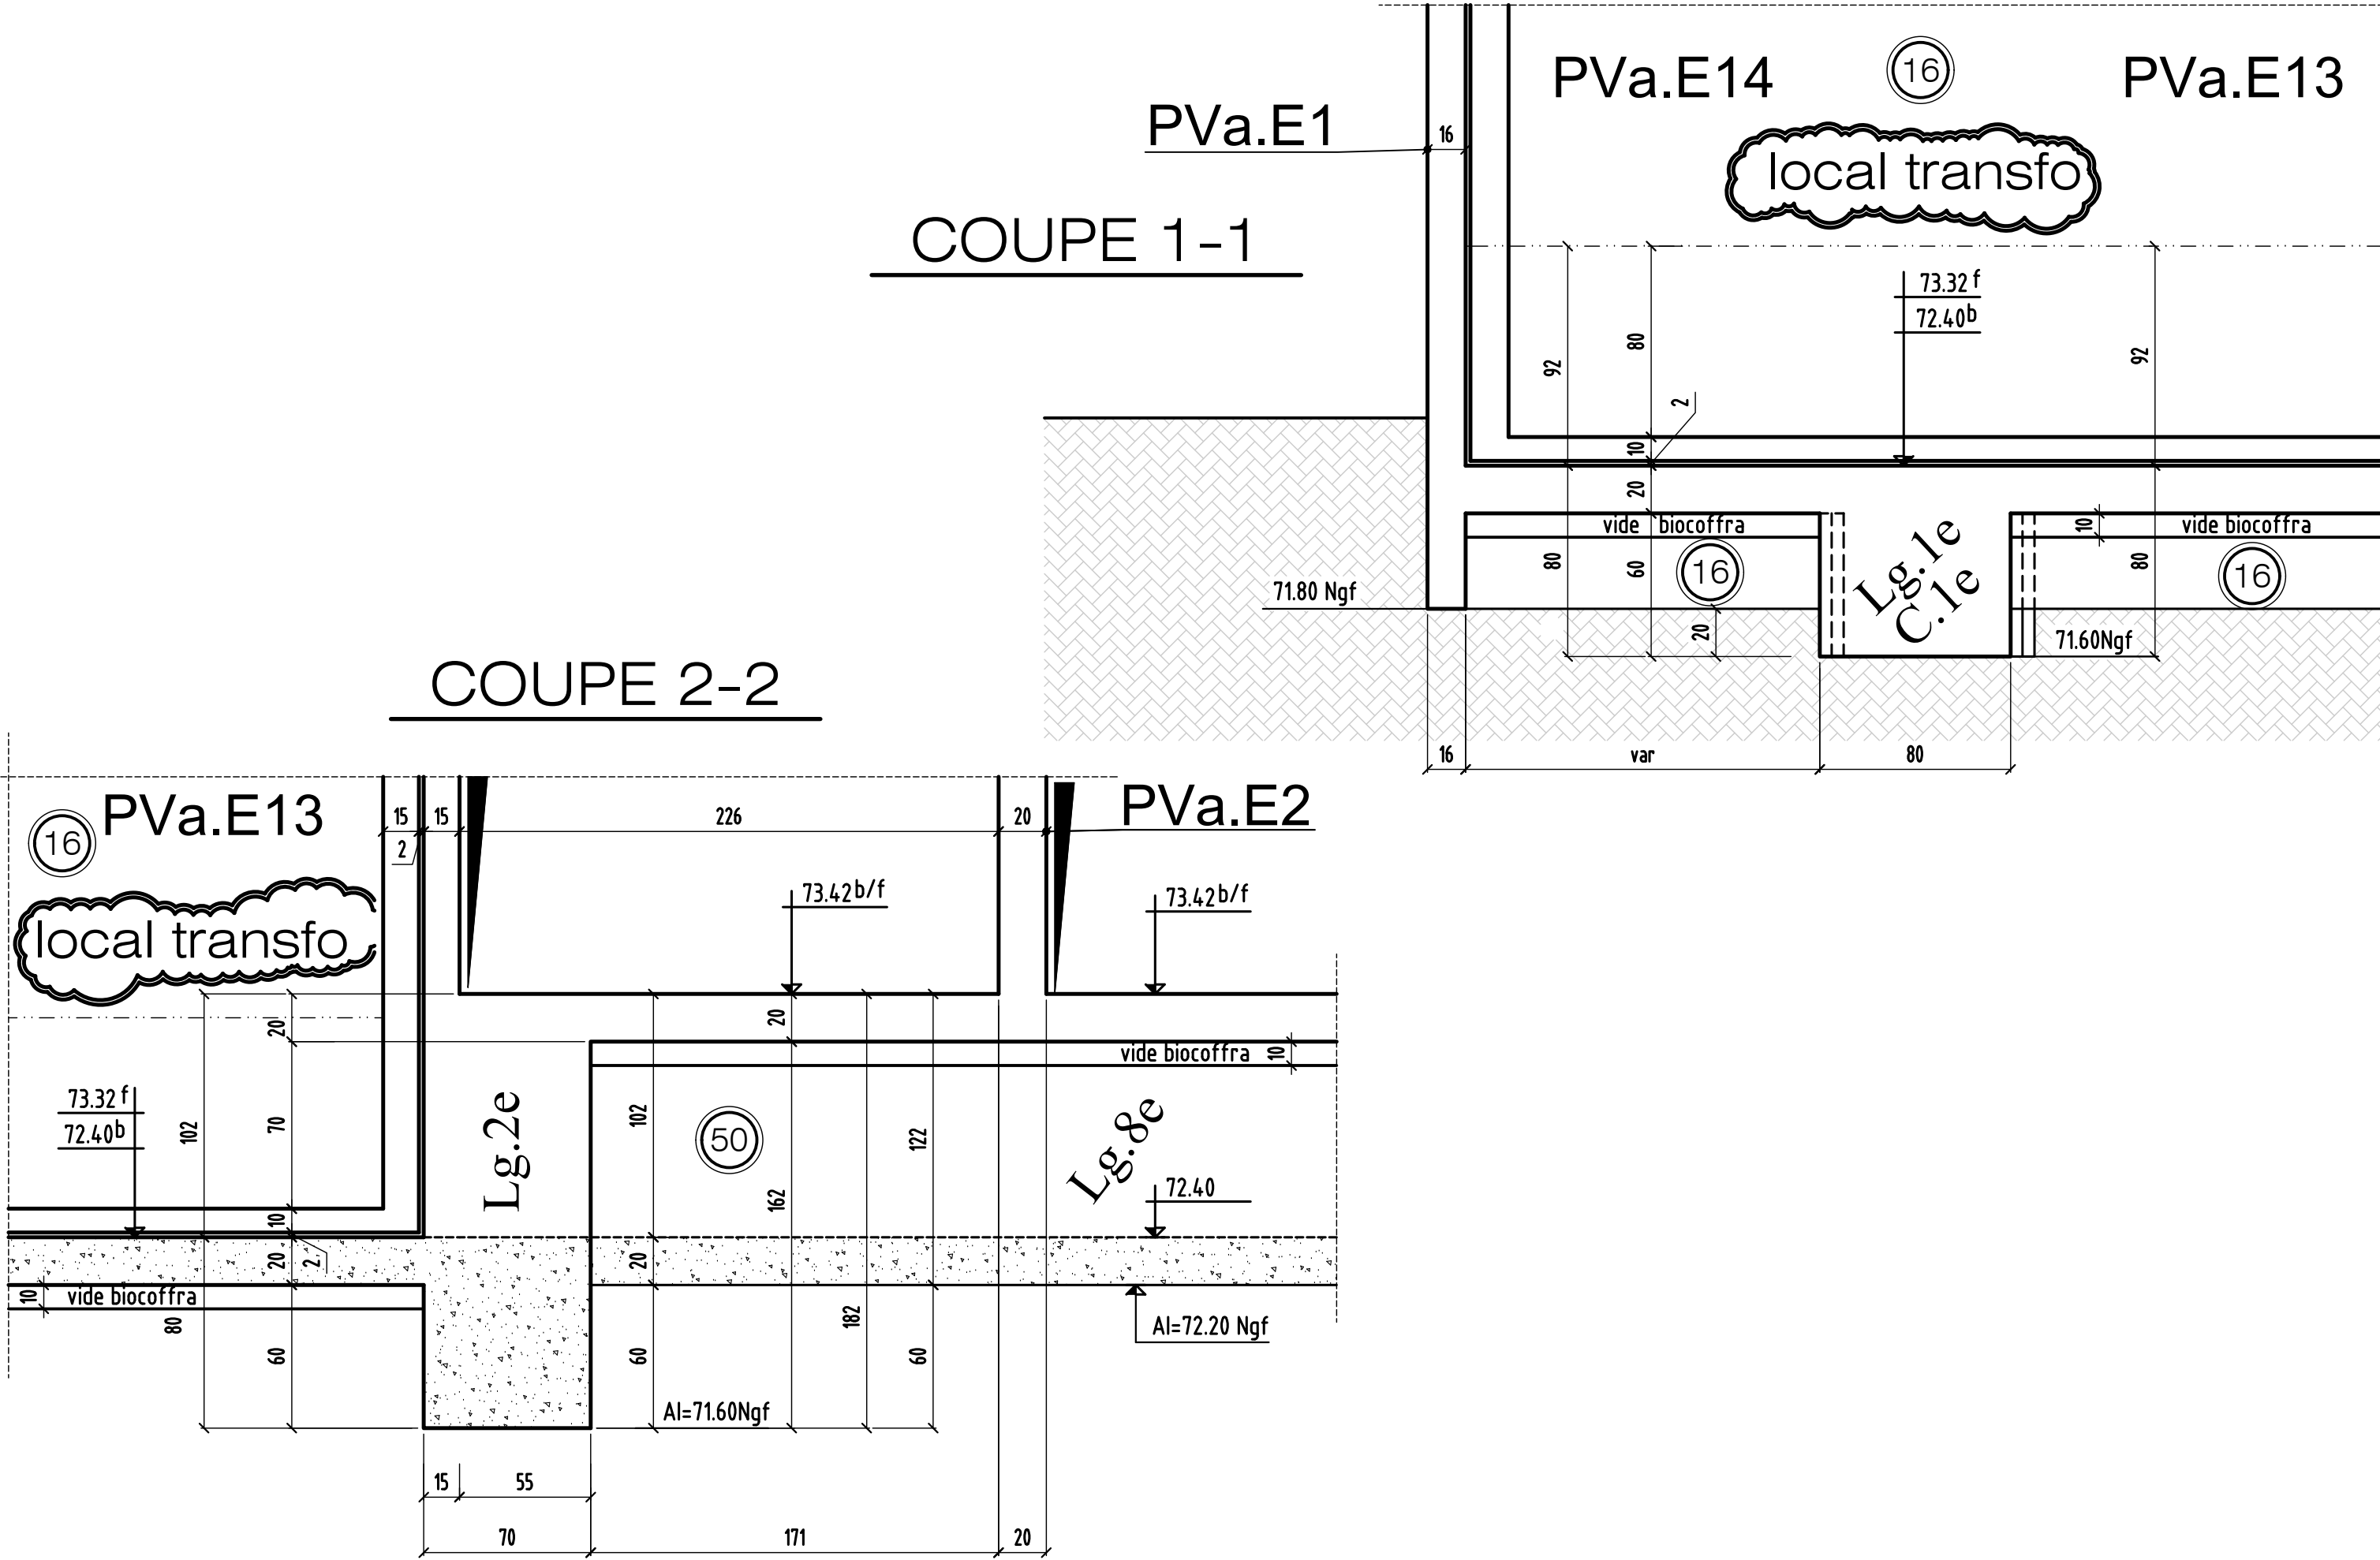 PVa.E14
16
PVa.E13
PVa.E1
16
local transfo
COUPE 1-1
73.32 f
72.40b
92
80
92
2
10
20
vide biocoffra
10
vide biocoffra
80
60
16
Lg.1e
C.1e
80
16
71.80 Ngf
20
71.60Ngf
16
var
80
COUPE 2-2
16
PVa.E13
15
15
226
20
PVa.E2
2
local transfo
73.42b/f
73.42b/f
20
20
vide biocoffra
10
73.32 f
72.40b
102
70
Lg.2e
102
50
162
122
Lg.8e
72.40
10
20
2
20
10
vide biocoffra
80
60
60
182
60
AI=72.20 Ngf
AI=71.60Ngf
15
55
70
171
20